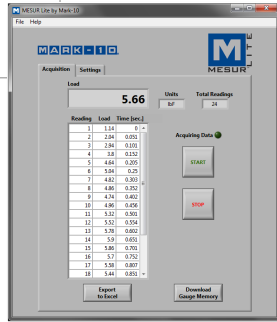 MESUR Lite by Mark-10
File Help
MARK-10
M
MESUR
LITE
Acquisition Settings
Load
5.66
Units
lbF
Total Readings
24
Reading Load Time [sec.]
1 1.14 0
2 2.04 0.051
3 2.94 0.101
4 3.8 0.152
5 4.64 0.205
6 5.04 0.25
7 4.82 0.303
8 4.86 0.352
9 4.74 0.402
10 4.96 0.456
11 5.32 0.501
12 5.52 0.554
13 5.78 0.602
14 5.9 0.651
15 5.86 0.701
16 5.7 0.752
17 5.58 0.807
18 5.44 0.851
Acquiring Data
START
STOP
Export
to Excel
Download
Gauge Memory